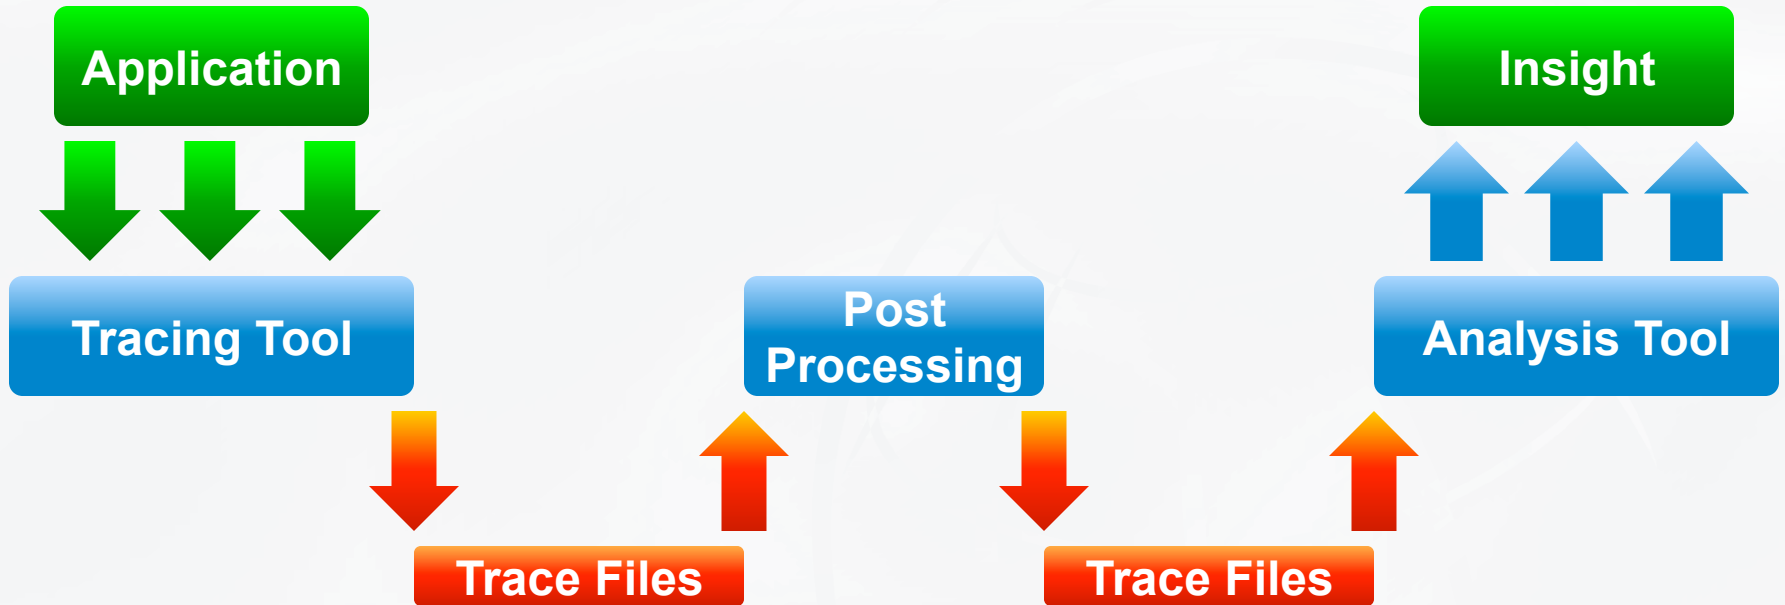 Application
Insight
Tracing Tool
Post
Processing
Analysis Tool
Trace Files
Trace Files